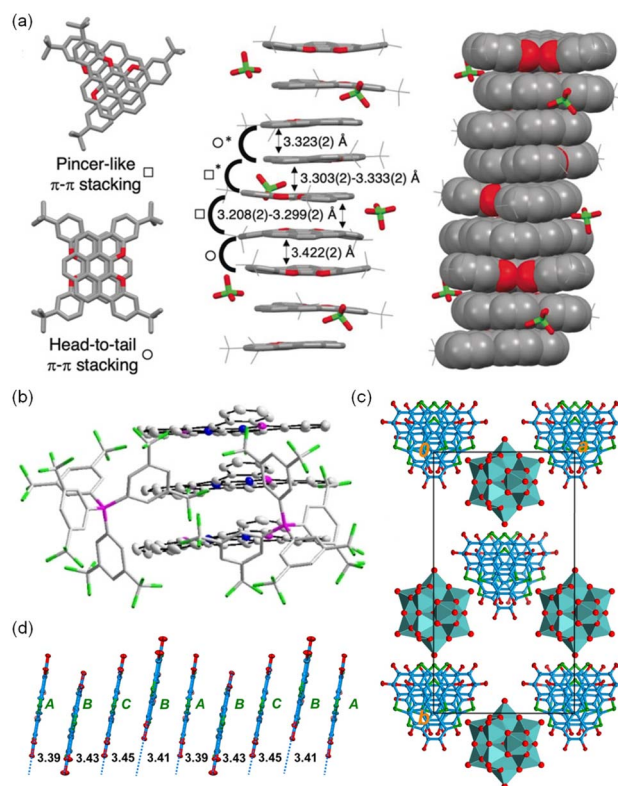 (a)
Pincer-like □
π-π stacking
Head-to-tail
π-π stacking ○
○*
3.323(2) Å
□*
3.303(2)-3.333(2) Å
□
3.208(2)-3.299(2) Å
○
3.422(2) Å
(b)
(c)
0
a
b
(d)
A B C B A B C B A
3.39 3.43 3.45 3.41 3.39 3.43 3.45 3.41